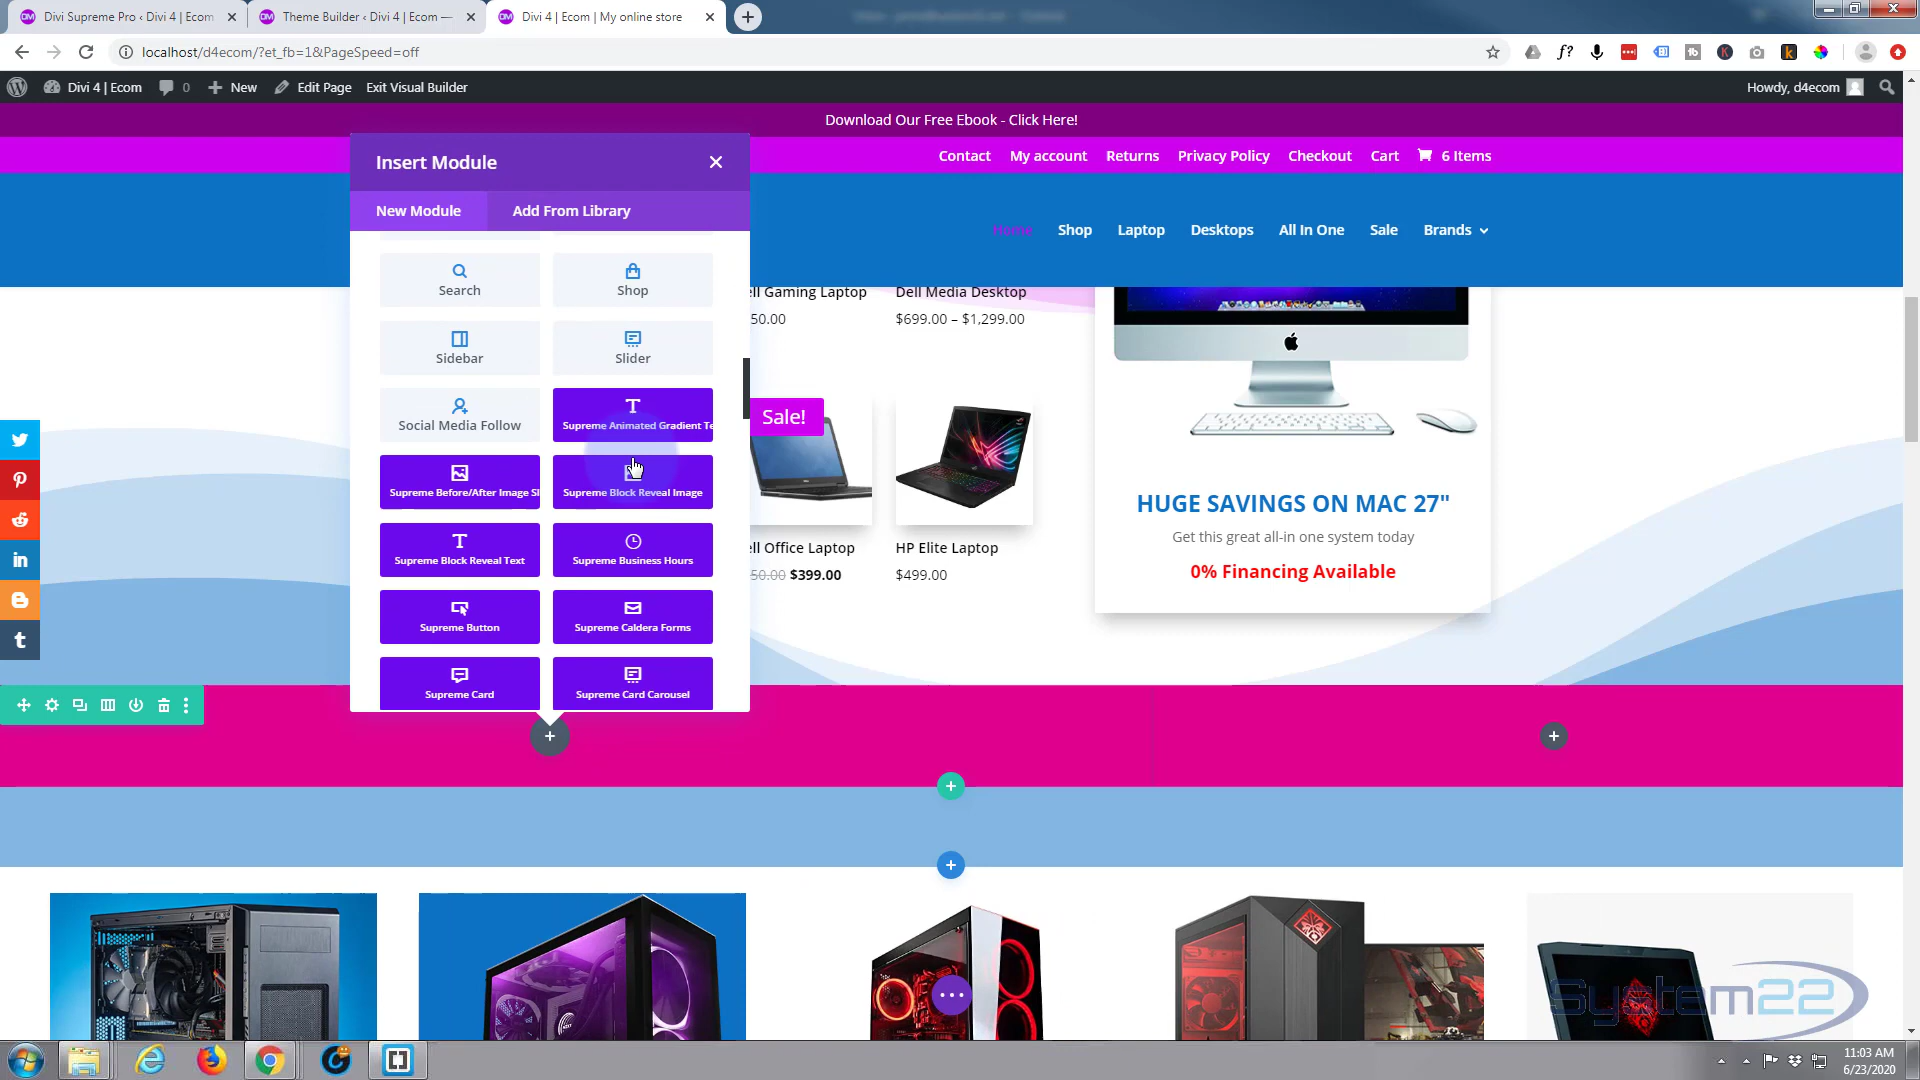 Divi Supreme Pro ‹ Divi 4 | Ecom
Theme Builder ‹ Divi 4 | Ecom —
Divi 4 | Ecom | My online store
localhost/d4ecom/?et_fb=1&PageSpeed=off
Divi 4 | Ecom
0
New
Edit Page
Exit Visual Builder
Howdy, d4ecom
Download Our Free Ebook - Click Here!
Contact
My account
Returns
Privacy Policy
Checkout
Cart
6 Items
Home
Shop
Laptop
Desktops
All In One
Sale
Brands
Insert Module
New Module
Add From Library
Search
Shop
Sidebar
Slider
Social Media Follow
Supreme Animated Gradient Te
Supreme Before/After Image Sl
Supreme Block Reveal Image
Supreme Block Reveal Text
Supreme Business Hours
Supreme Button
Supreme Caldera Forms
Supreme Card
Supreme Card Carousel
ell Gaming Laptop
50.00
Dell Media Desktop
$699.00 – $1,299.00
Sale!
ell Office Laptop
50.00 $399.00
HP Elite Laptop
$499.00
HUGE SAVINGS ON MAC 27"
Get this great all-in one system today
0% Financing Available
System22
11:03 AM
6/23/2020